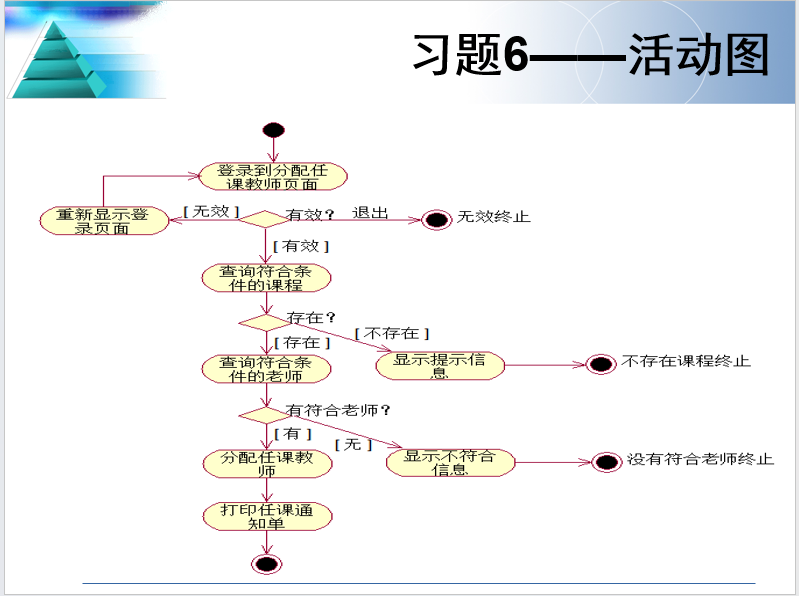 习题6——活动图
登录到分配任
课教师页面
重新显示登
录页面
[无效]
有效?
退出
无效终止
[有效]
查询符合条
件的课程
存在?
[不存在]
[存在]
查询符合条
件的老师
显示提示信
息
不存在课程终止
有符合老师?
[有]
[无]
分配任课教
师
显示不符合
信息
没有符合老师终止
打印任课通
知单